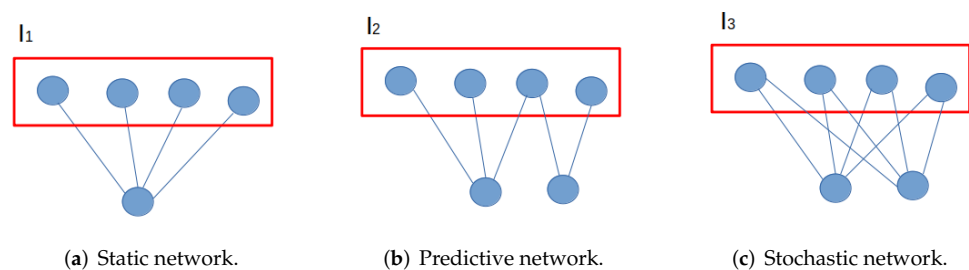 I₁
I₂
I₃
(a) Static network.
(b) Predictive network.
(c) Stochastic network.